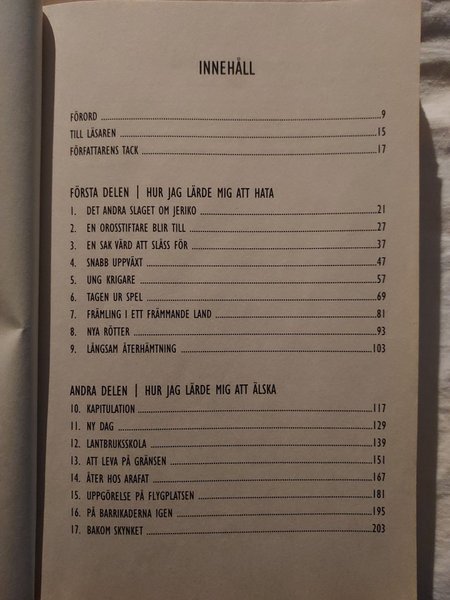 INNEHÅLL
FÖRORD 9
TILL LÄSAREN 15
FÖRFATTARENS TACK 17
FÖRSTA DELEN | HUR JAG LÄRDE MIG ATT HATA
1. DET ANDRA SLAGET OM JERIKO 21
2. EN OROSSTIFTARE BLIR TILL 27
3. EN SAK VÄRD ATT SLÅSS FÖR 37
4. SNABB UPPVÄXT 47
5. UNG KRIGARE 57
6. TAGEN UR SPEL 69
7. FRÄMLING I ETT FRÄMMANDE LAND 81
8. NYA RÖTTER 93
9. LÅNGSAM ÅTERHÄMTNING 103
ANDRA DELEN | HUR JAG LÄRDE MIG ATT ÄLSKA
10. KAPITULATION 117
11. NY DAG 129
12. LANTBRUKSSKOLA 139
13. ATT LEVA PÅ GRÄNSEN 151
14. ÅTER HOS ARAFAT 167
15. UPPGÖRELSE PÅ FLYGPLATSEN 181
16. PÅ BARRIKADERNA IGEN 195
17. BAKOM SKYNKET 203